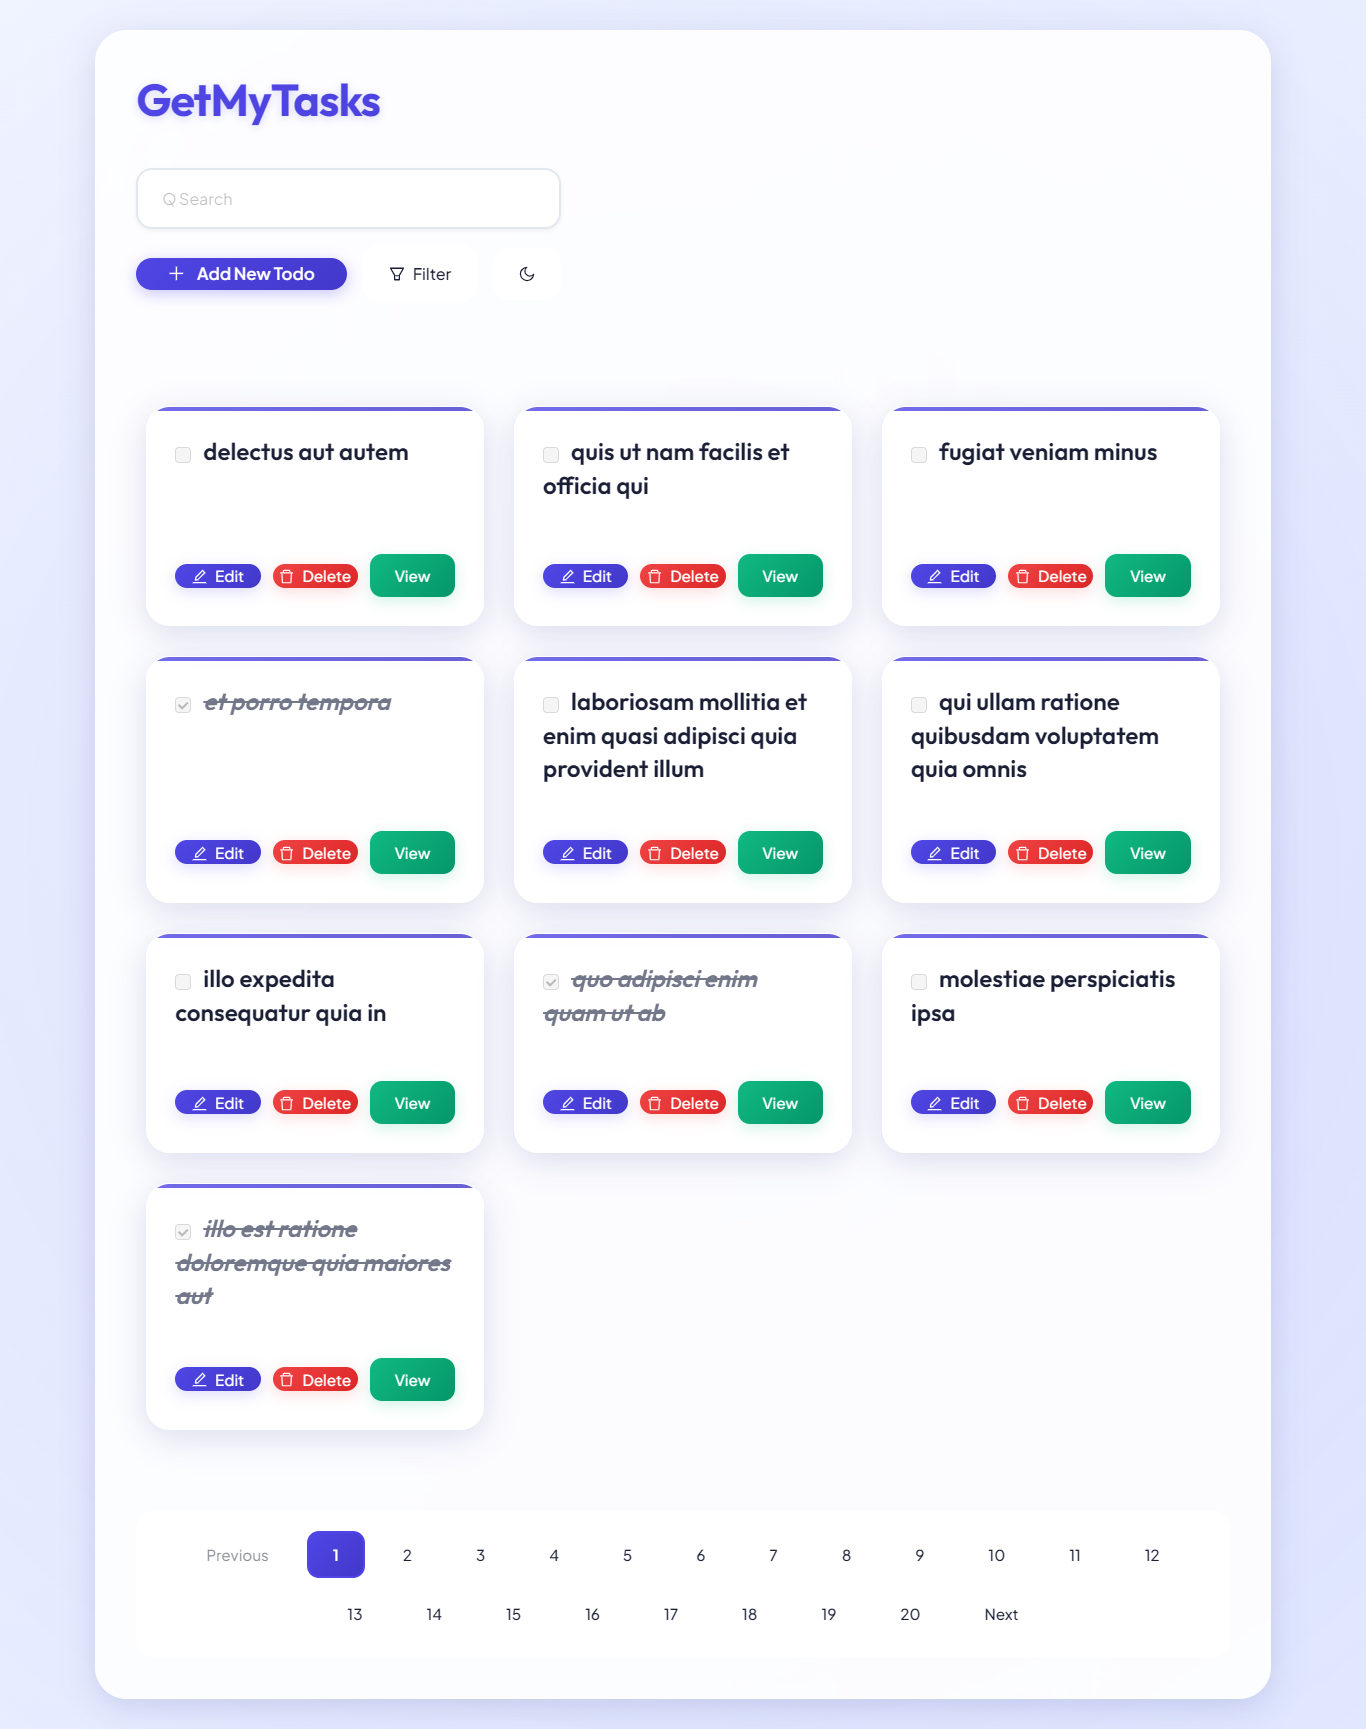 GetMyTasks
Q Search
Add New Todo
Filter
delectus aut autem
Edit
Delete
View
quis ut nam facilis et
officia qui
Edit
Delete
View
fugiat veniam minus
Edit
Delete
View
et porro tempora
Edit
Delete
View
laboriosam mollitia et
enim quasi adipisci quia
provident illum
Edit
Delete
View
qui ullam ratione
quibusdam voluptatem
quia omnis
Edit
Delete
View
illo expedita
consequatur quia in
Edit
Delete
View
quo adipisci enim
quam ut ab
Edit
Delete
View
molestiae perspiciatis
ipsa
Edit
Delete
View
illo est ratione
doloremque quia maiores
aut
Edit
Delete
View
Previous 1 2 3 4 5 6 7 8 9 10 11 12
13 14 15 16 17 18 19 20 Next